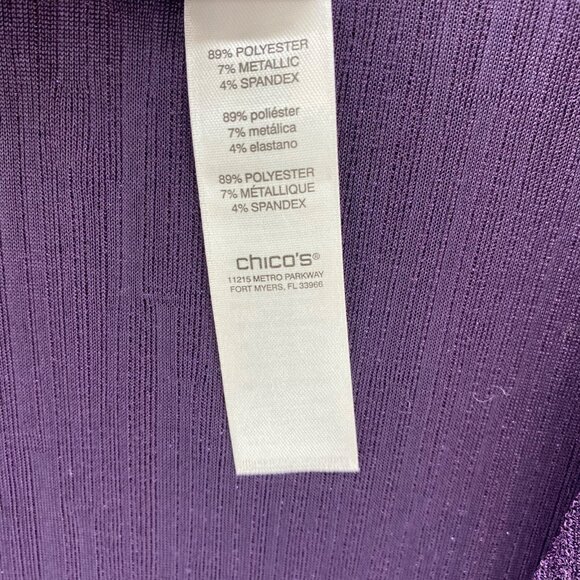 89% POLYESTER
7% METALLIC
4% SPANDEX
89% poliéster
7% metálica
4% elastano
89% POLYESTER
7% MÉTALLIQUE
4% SPANDEX
chico's®
11215 METRO PARKWAY
FORT MYERS, FL 33966